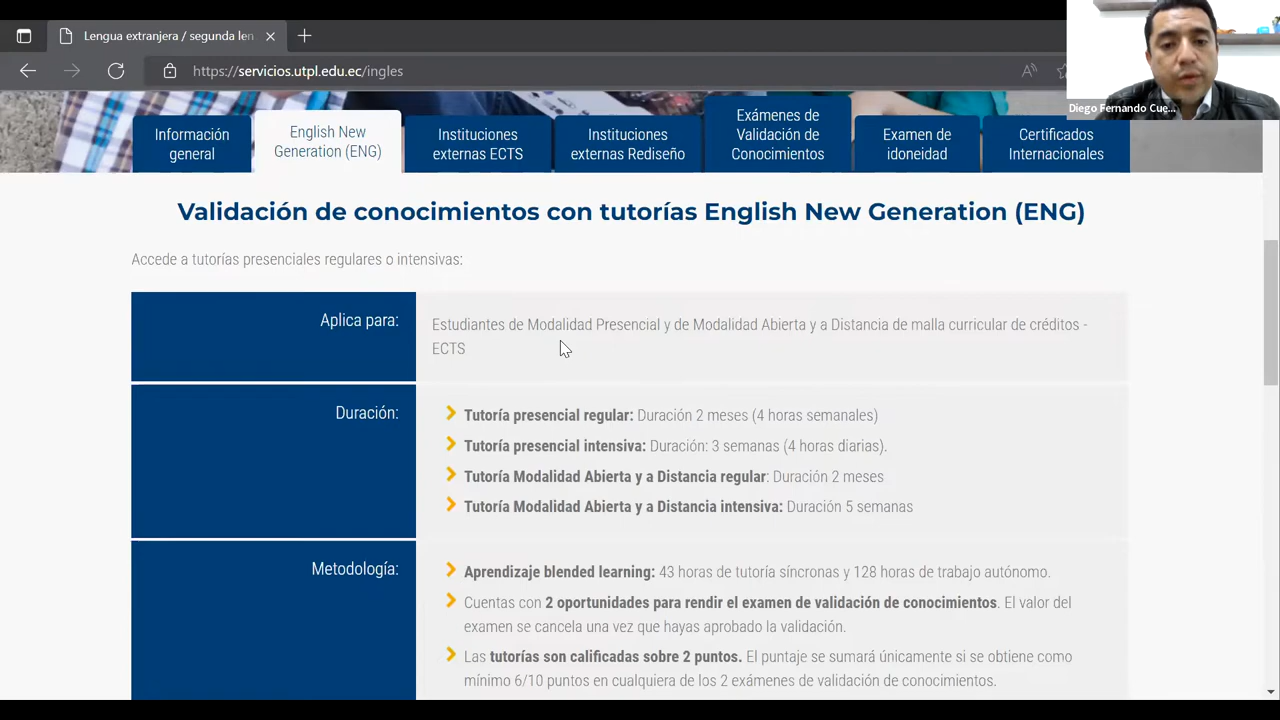 Lengua extranjera / segunda len
https://servicios.utpl.edu.ec/ingles
Diego Fernando Cue...
Información
general
English New
Generation (ENG)
Instituciones
externas ECTS
Instituciones
externas Rediseño
Exámenes de
Validación de
Conocimientos
Examen de
idoneidad
Certificados
Internacionales
Validación de conocimientos con tutorías English New Generation (ENG)
Accede a tutorías presenciales regulares o intensivas:
Aplica para:
Estudiantes de Modalidad Presencial y de Modalidad Abierta y a Distancia de malla curricular de créditos -
ECTS
Duración:
Tutoría presencial regular: Duración 2 meses (4 horas semanales)
Tutoría presencial intensiva: Duración: 3 semanas (4 horas diarias).
Tutoría Modalidad Abierta y a Distancia regular: Duración 2 meses
Tutoría Modalidad Abierta y a Distancia intensiva: Duración 5 semanas
Metodología:
Aprendizaje blended learning: 43 horas de tutoría síncronas y 128 horas de trabajo autónomo.
Cuentas con 2 oportunidades para rendir el examen de validación de conocimientos. El valor del
examen se cancela una vez que hayas aprobado la validación.
Las tutorías son calificadas sobre 2 puntos. El puntaje se sumará únicamente si se obtiene como
mínimo 6/10 puntos en cualquiera de los 2 exámenes de validación de conocimientos.